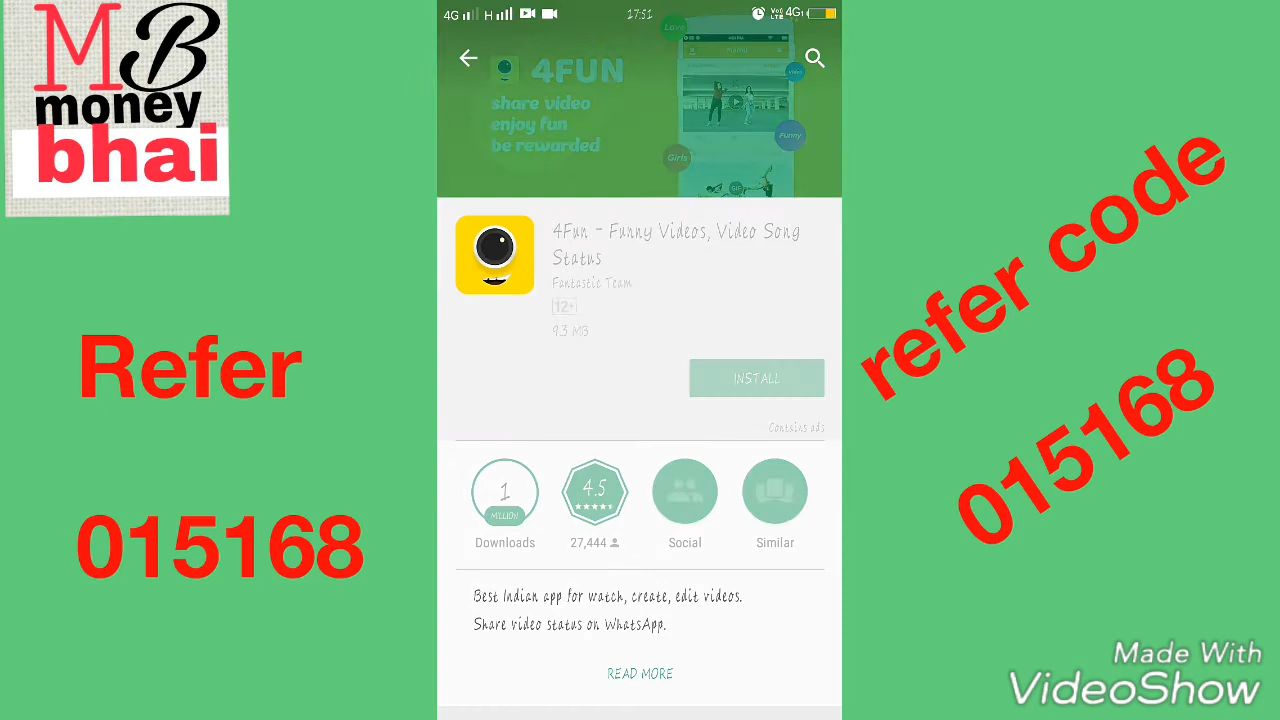 MB
money
bhai
Refer
015168
4G
H
17:51
VoLTE 4G
Love
4FUN
share video
enjoy fun
be rewarded
Video
Funny
Girls
GIF
4Fun - Funny Videos, Video Song
Status
Fantastic Team
12+
9.3 MB
INSTALL
Contains ads
1
MILLION
4.5
Downloads
27,444
Social
Similar
Best Indian app for watch, create, edit videos.
Share video status on WhatsApp.
READ MORE
refer code
015168
Made With
VideoShow